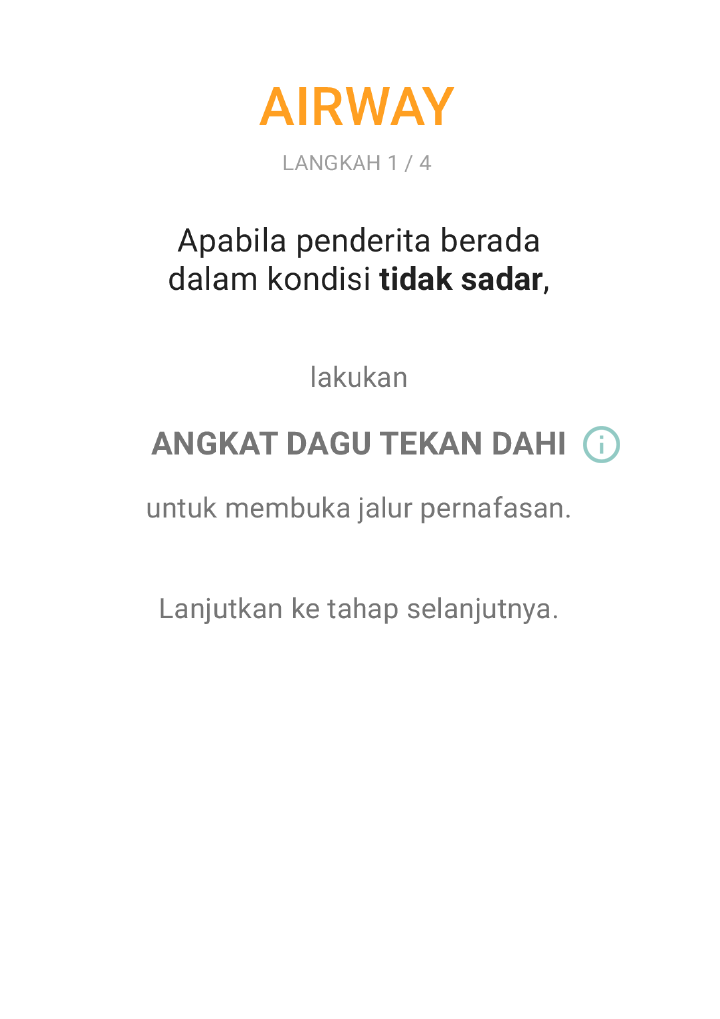 AIRWAY
LANGKAH 1 / 4
Apabila penderita berada
dalam kondisi tidak sadar,
lakukan
ANGKAT DAGU TEKAN DAHI
untuk membuka jalur pernafasan.
Lanjutkan ke tahap selanjutnya.